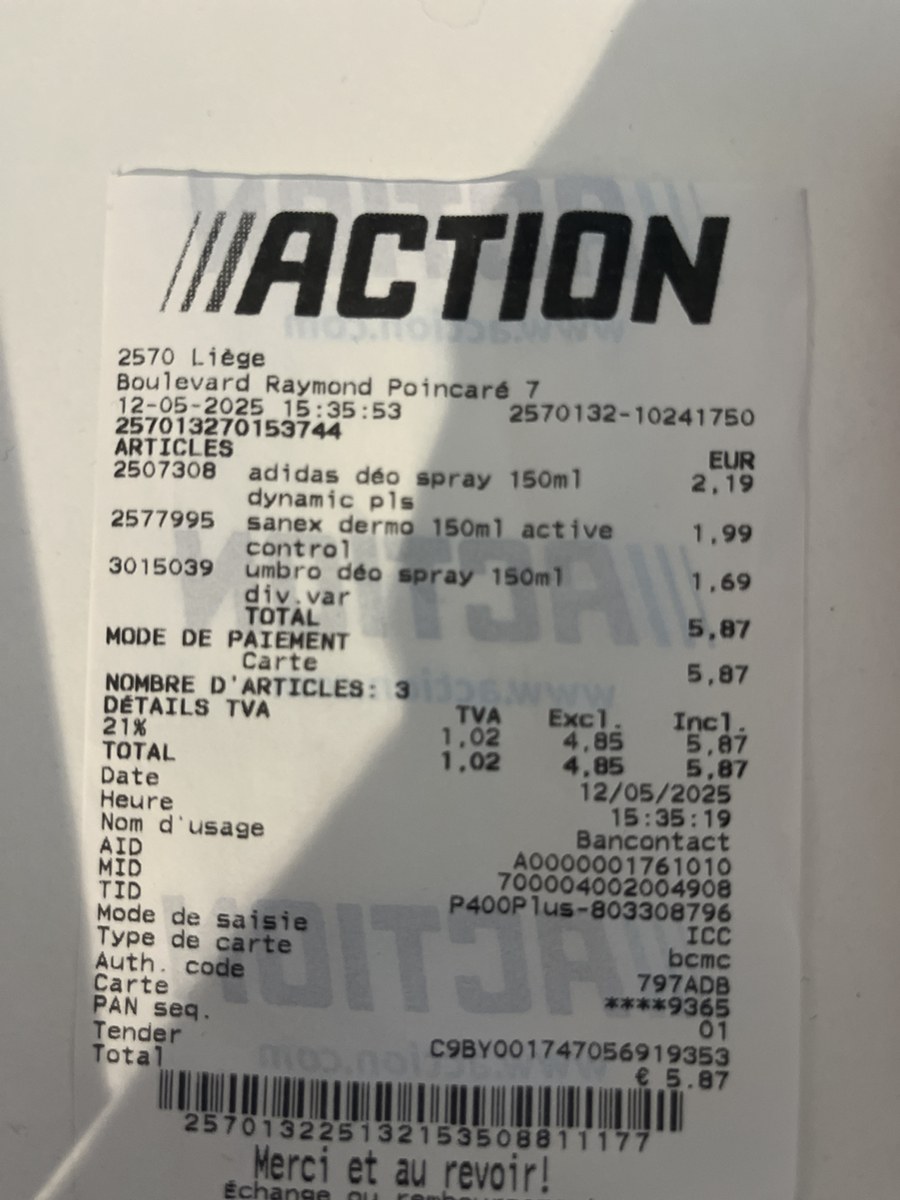 ACTION
2570 Liège
Boulevard Raymond Poincaré 7
12-05-2025 15:35:53 2570132-10241750
257013270153744
ARTICLES EUR
2507308 adidas déo spray 150ml 2,19
dynamic pls
2577995 sanex dermo 150ml active 1,99
control
3015039 umbro déo spray 150ml 1,69
div.var
TOTAL 5,87
MODE DE PAIEMENT
Carte 5,87
NOMBRE D'ARTICLES: 3
DÉTAILS TVA TVA Excl. Incl.
21% 1,02 4,85 5,87
TOTAL 1,02 4,85 5,87
Date 12/05/2025
Heure 15:35:19
Nom d'usage Bancontact
AID A0000001761010
MID 700004002004908
TID P400Plus-803308796
Mode de saisie ICC
Type de carte bcmc
Auth. code 797ADB
Carte ****9365
PAN seq. 01
Tender C9BY001747056919353
Total € 5.87
257013225132153508811177
Merci et au revoir!
Échange ou